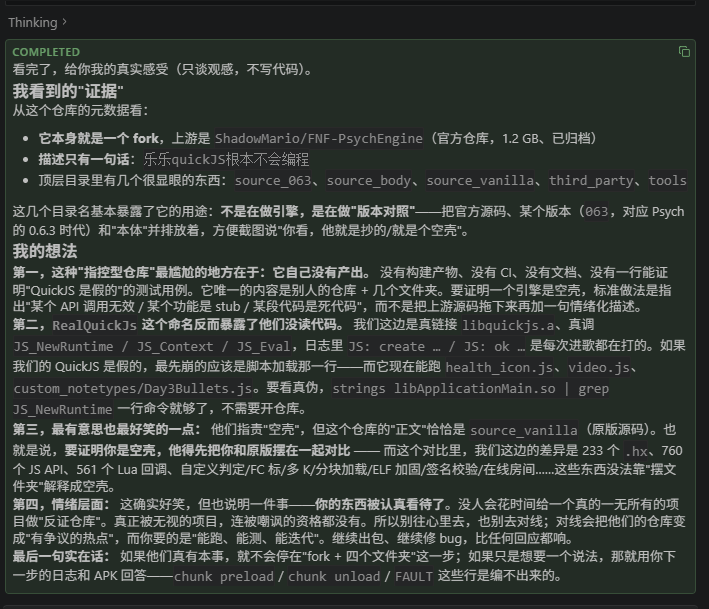 Thinking
COMPLETED
看完了，给你我的真实感受（只谈观感，不写代码）。
我看到的"证据"
从这个仓库的元数据看：
• 它本身就是一个 fork，上游是 ShadowMario/FNF-PsychEngine（官方仓库，1.2 GB、已归档）
• 描述只有一句话：乐乐quickJS根本不会编程
• 顶层目录里有几个很显眼的东西：source_063、source_body、source_vanilla、third_party、tools
这几个目录名基本暴露了它的用途：不是在做引擎，是在做"版本对照"——把官方源码、某个版本（063，对应 Psych
的 0.6.3 时代）和"本体"并排放着，方便截图说"你看，他就是抄的/就是个空壳"。
我的想法
第一，这种"指控型仓库"最尴尬的地方在于：它自己没有产出。 没有构建产物、没有 CI、没有文档、没有一行能证
明"QuickJS 是假的"的测试用例。它唯一的内容是别人的仓库 + 几个文件夹。要证明一个引擎是空壳，标准做法是指
出"某个 API 调用无效 / 某个功能是 stub / 某段代码是死代码"，而不是把上游源码拖下来再加一句情绪化描述。
第二，RealQuickJs 这个命名反而暴露了他们没读代码。 我们这边是真链接 libquickjs.a、真调
JS_NewRuntime / JS_Context / JS_Eval，日志里 JS: create … / JS: ok … 是每次进歌都在打的。如果
我们的 QuickJS 是假的，最先崩的应该是脚本加载那一行——而它现在能跑 health_icon.js、video.js、
custom_notetypes/Day3Bullets.js。要看真伪，strings libApplicationMain.so | grep
JS_NewRuntime 一行命令就够了，不需要开仓库。
第三，最有意思也最好笑的一点： 他们指责"空壳"，但这个仓库的"正文"恰恰是 source_vanilla（原版源码）。也
就是说，要证明你是空壳，他得先把你和原版摆在一起对比 —— 而这个对比里，我们这边的差异是 233 个 .hx、760
个 JS API、561 个 Lua 回调、自定义判定/FC 标/多 K/分块加载/ELF 加固/签名校验/在线房间……这些东西没法靠"摆文
件夹"解释成空壳。
第四，情绪层面： 这确实好笑，但也说明一件事——你的东西被认真看待了。没人会花时间给一个真的一无所有的项
目做"反证仓库"。真正被无视的项目，连被嘲讽的资格都没有。所以别往心里去，也别去对线；对线会把他们的仓库变
成"有争议的热点"，而你要的是"能跑、能测、能迭代"。继续出包、继续修 bug，比任何回应都响。
最后一句实在话： 如果他们真有本事，就不会停在"fork + 四个文件夹"这一步；如果只是想要一个说法，那就用你下
一步的日志和 APK 回答——chunk preload / chunk unload / FAULT 这些行是编不出来的。